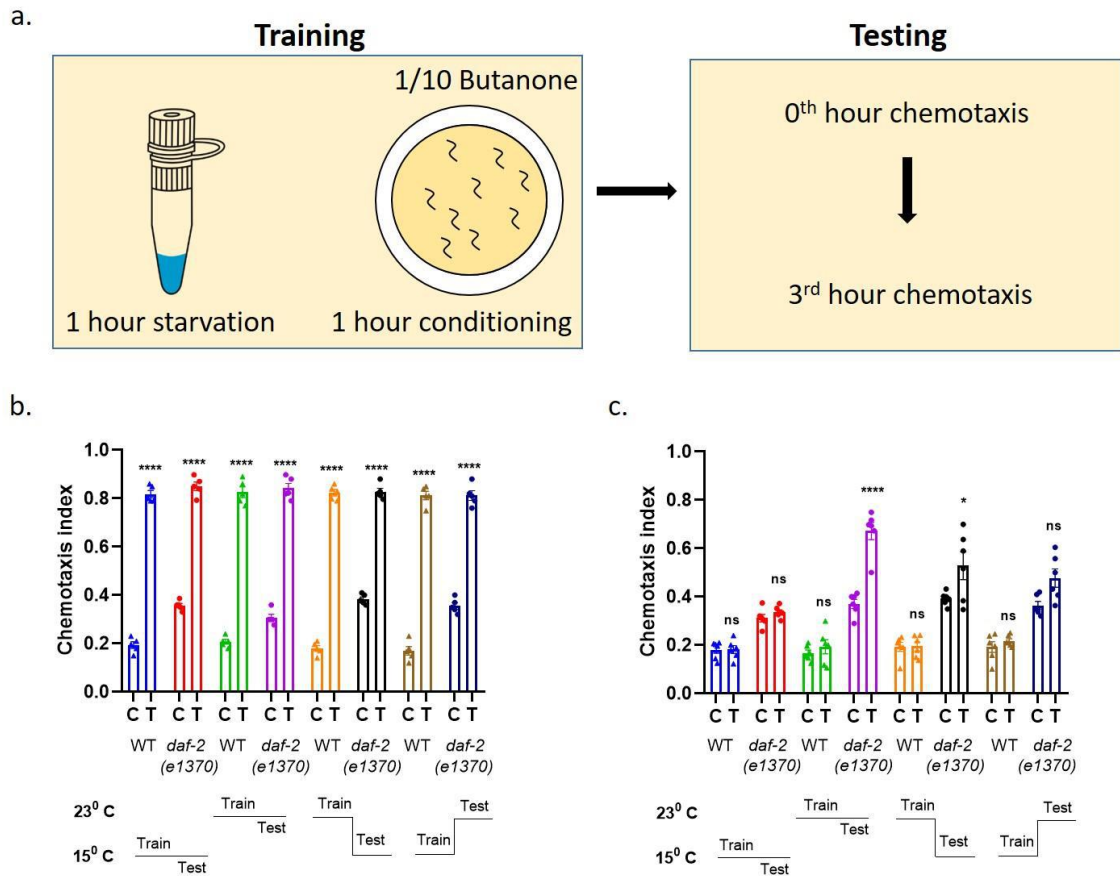 a.
Training
Testing
1/10 Butanone
1 hour starvation
1 hour conditioning
0th hour chemotaxis
3rd hour chemotaxis
b.
Chemotaxis index
1.0
0.8
0.6
0.4
0.2
0.0
**** **** **** **** **** **** **** ****
C T C T C T C T C T C T C T C T
WT daf-2 WT daf-2 WT daf-2 WT daf-2
(e1370) (e1370) (e1370) (e1370)
23⁰ C
15⁰ C
Train
Test
Train
Test
Train
Test
Train
Test
c.
Chemotaxis index
1.0
0.8
0.6
0.4
0.2
0.0
ns ns ns **** ns * ns ns
C T C T C T C T C T C T C T C T
WT daf-2 WT daf-2 WT daf-2 WT daf-2
(e1370) (e1370) (e1370) (e1370)
23⁰ C
15⁰ C
Train
Test
Train
Test
Train
Test
Train
Test